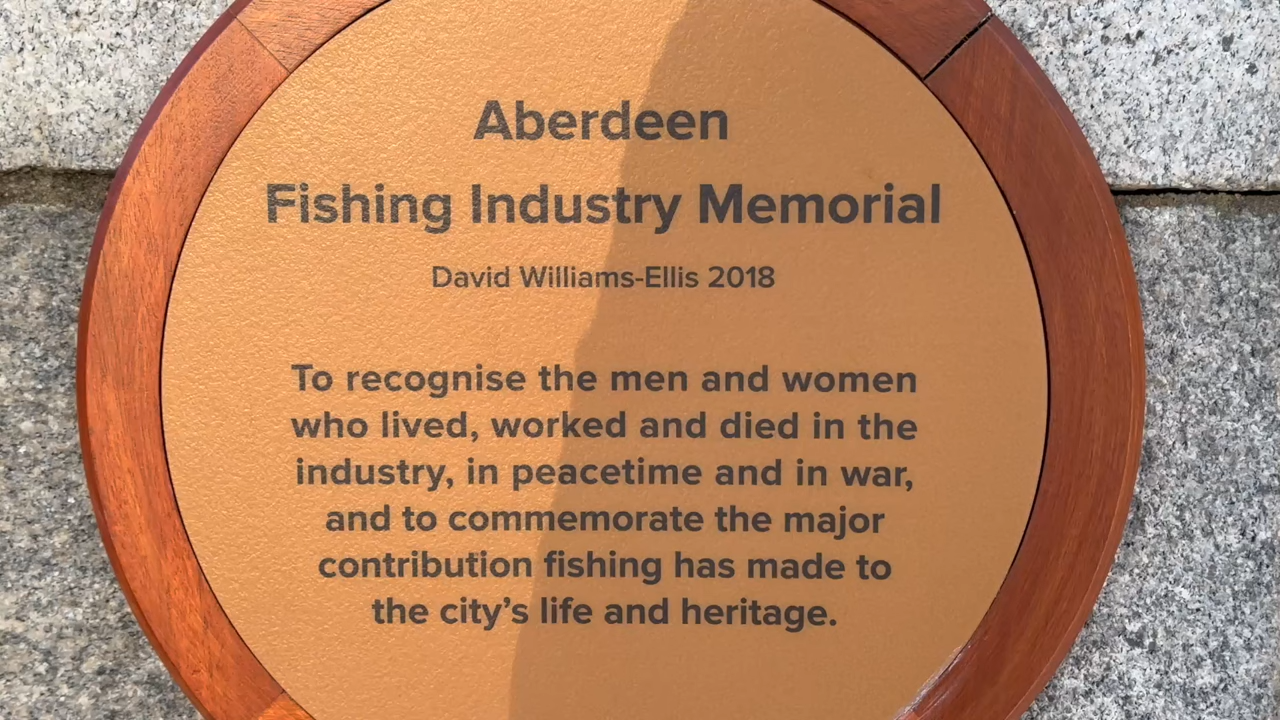 Aberdeen
Fishing Industry Memorial
David Williams-Ellis 2018
To recognise the men and women
who lived, worked and died in the
industry, in peacetime and in war,
and to commemorate the major
contribution fishing has made to
the city’s life and heritage.